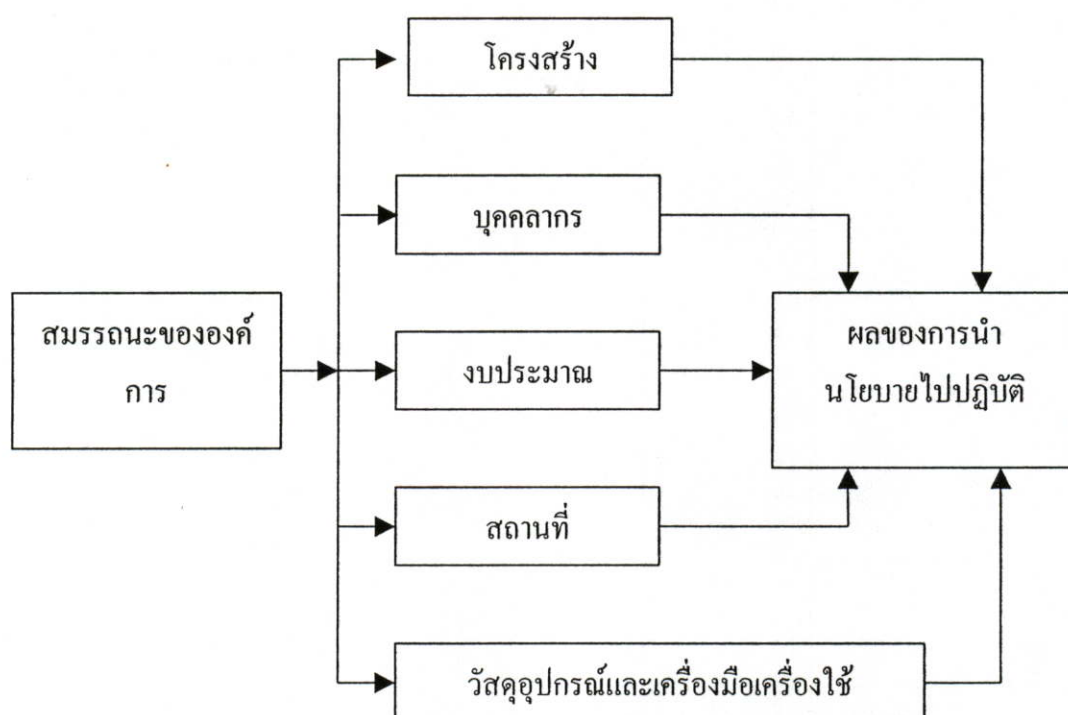 โครงสร้าง
บุคคลากร
สมรรถนะขององค์
การ
งบประมาณ
ผลของการนำ
นโยบายไปปฏิบัติ
สถานที่
วัสดุอุปกรณ์และเครื่องมือเครื่องใช้